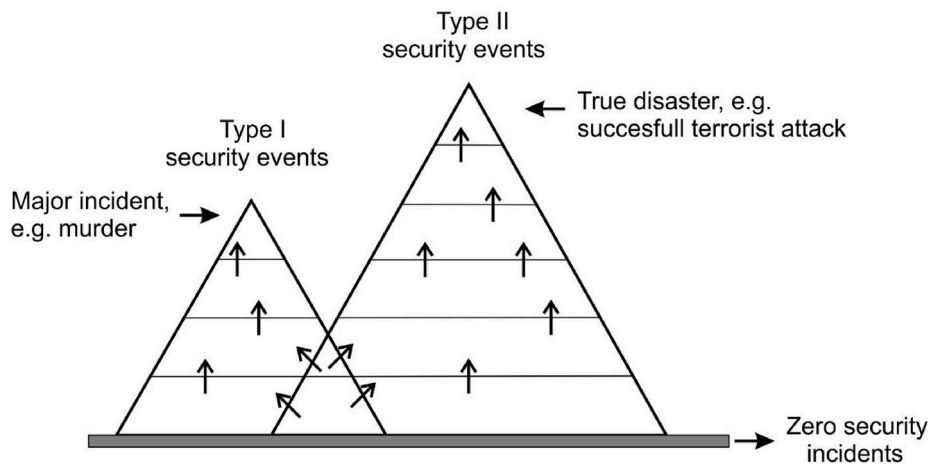 Type II
security events
True disaster, e.g.
succesfull terrorist attack
Type I
security events
Major incident,
e.g. murder
Zero security
incidents